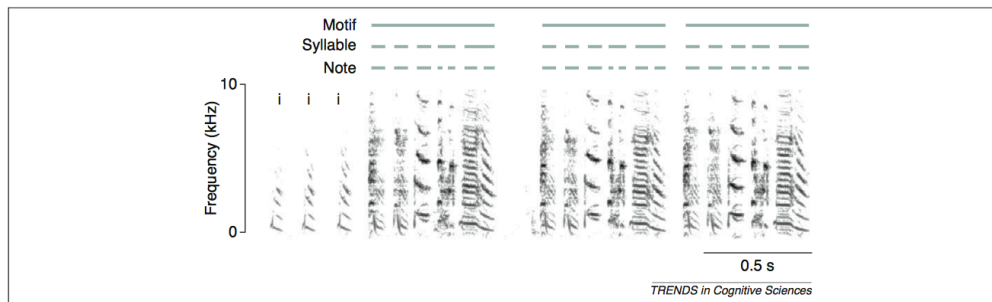 Motif
Syllable
Note
10
i i i
Frequency (kHz)
0
0.5 s
TRENDS in Cognitive Sciences